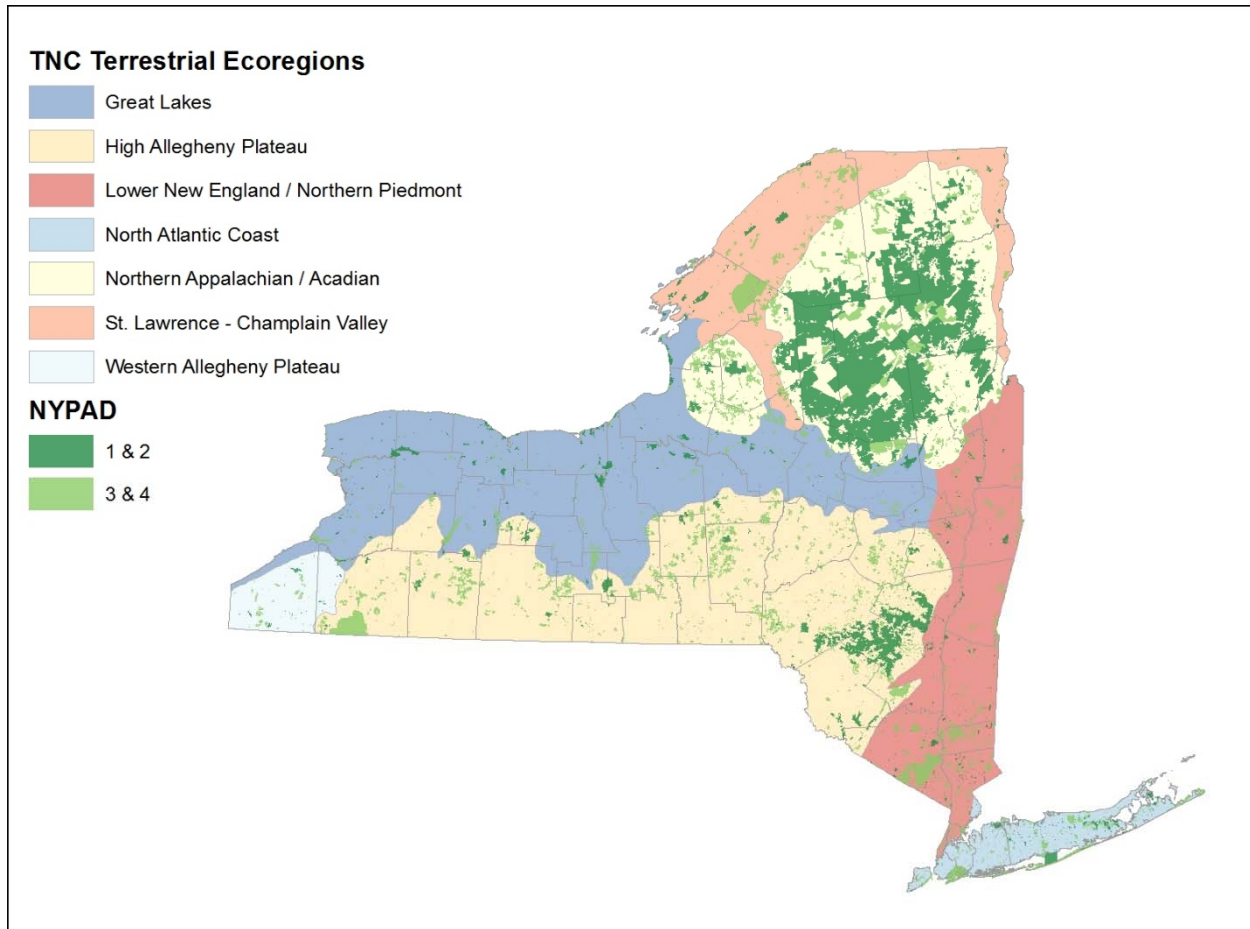 TNC Terrestrial Ecoregions
Great Lakes
High Allegheny Plateau
Lower New England / Northern Piedmont
North Atlantic Coast
Northern Appalachian / Acadian
St. Lawrence - Champlain Valley
Western Allegheny Plateau
NYPAD
1 & 2
3 & 4